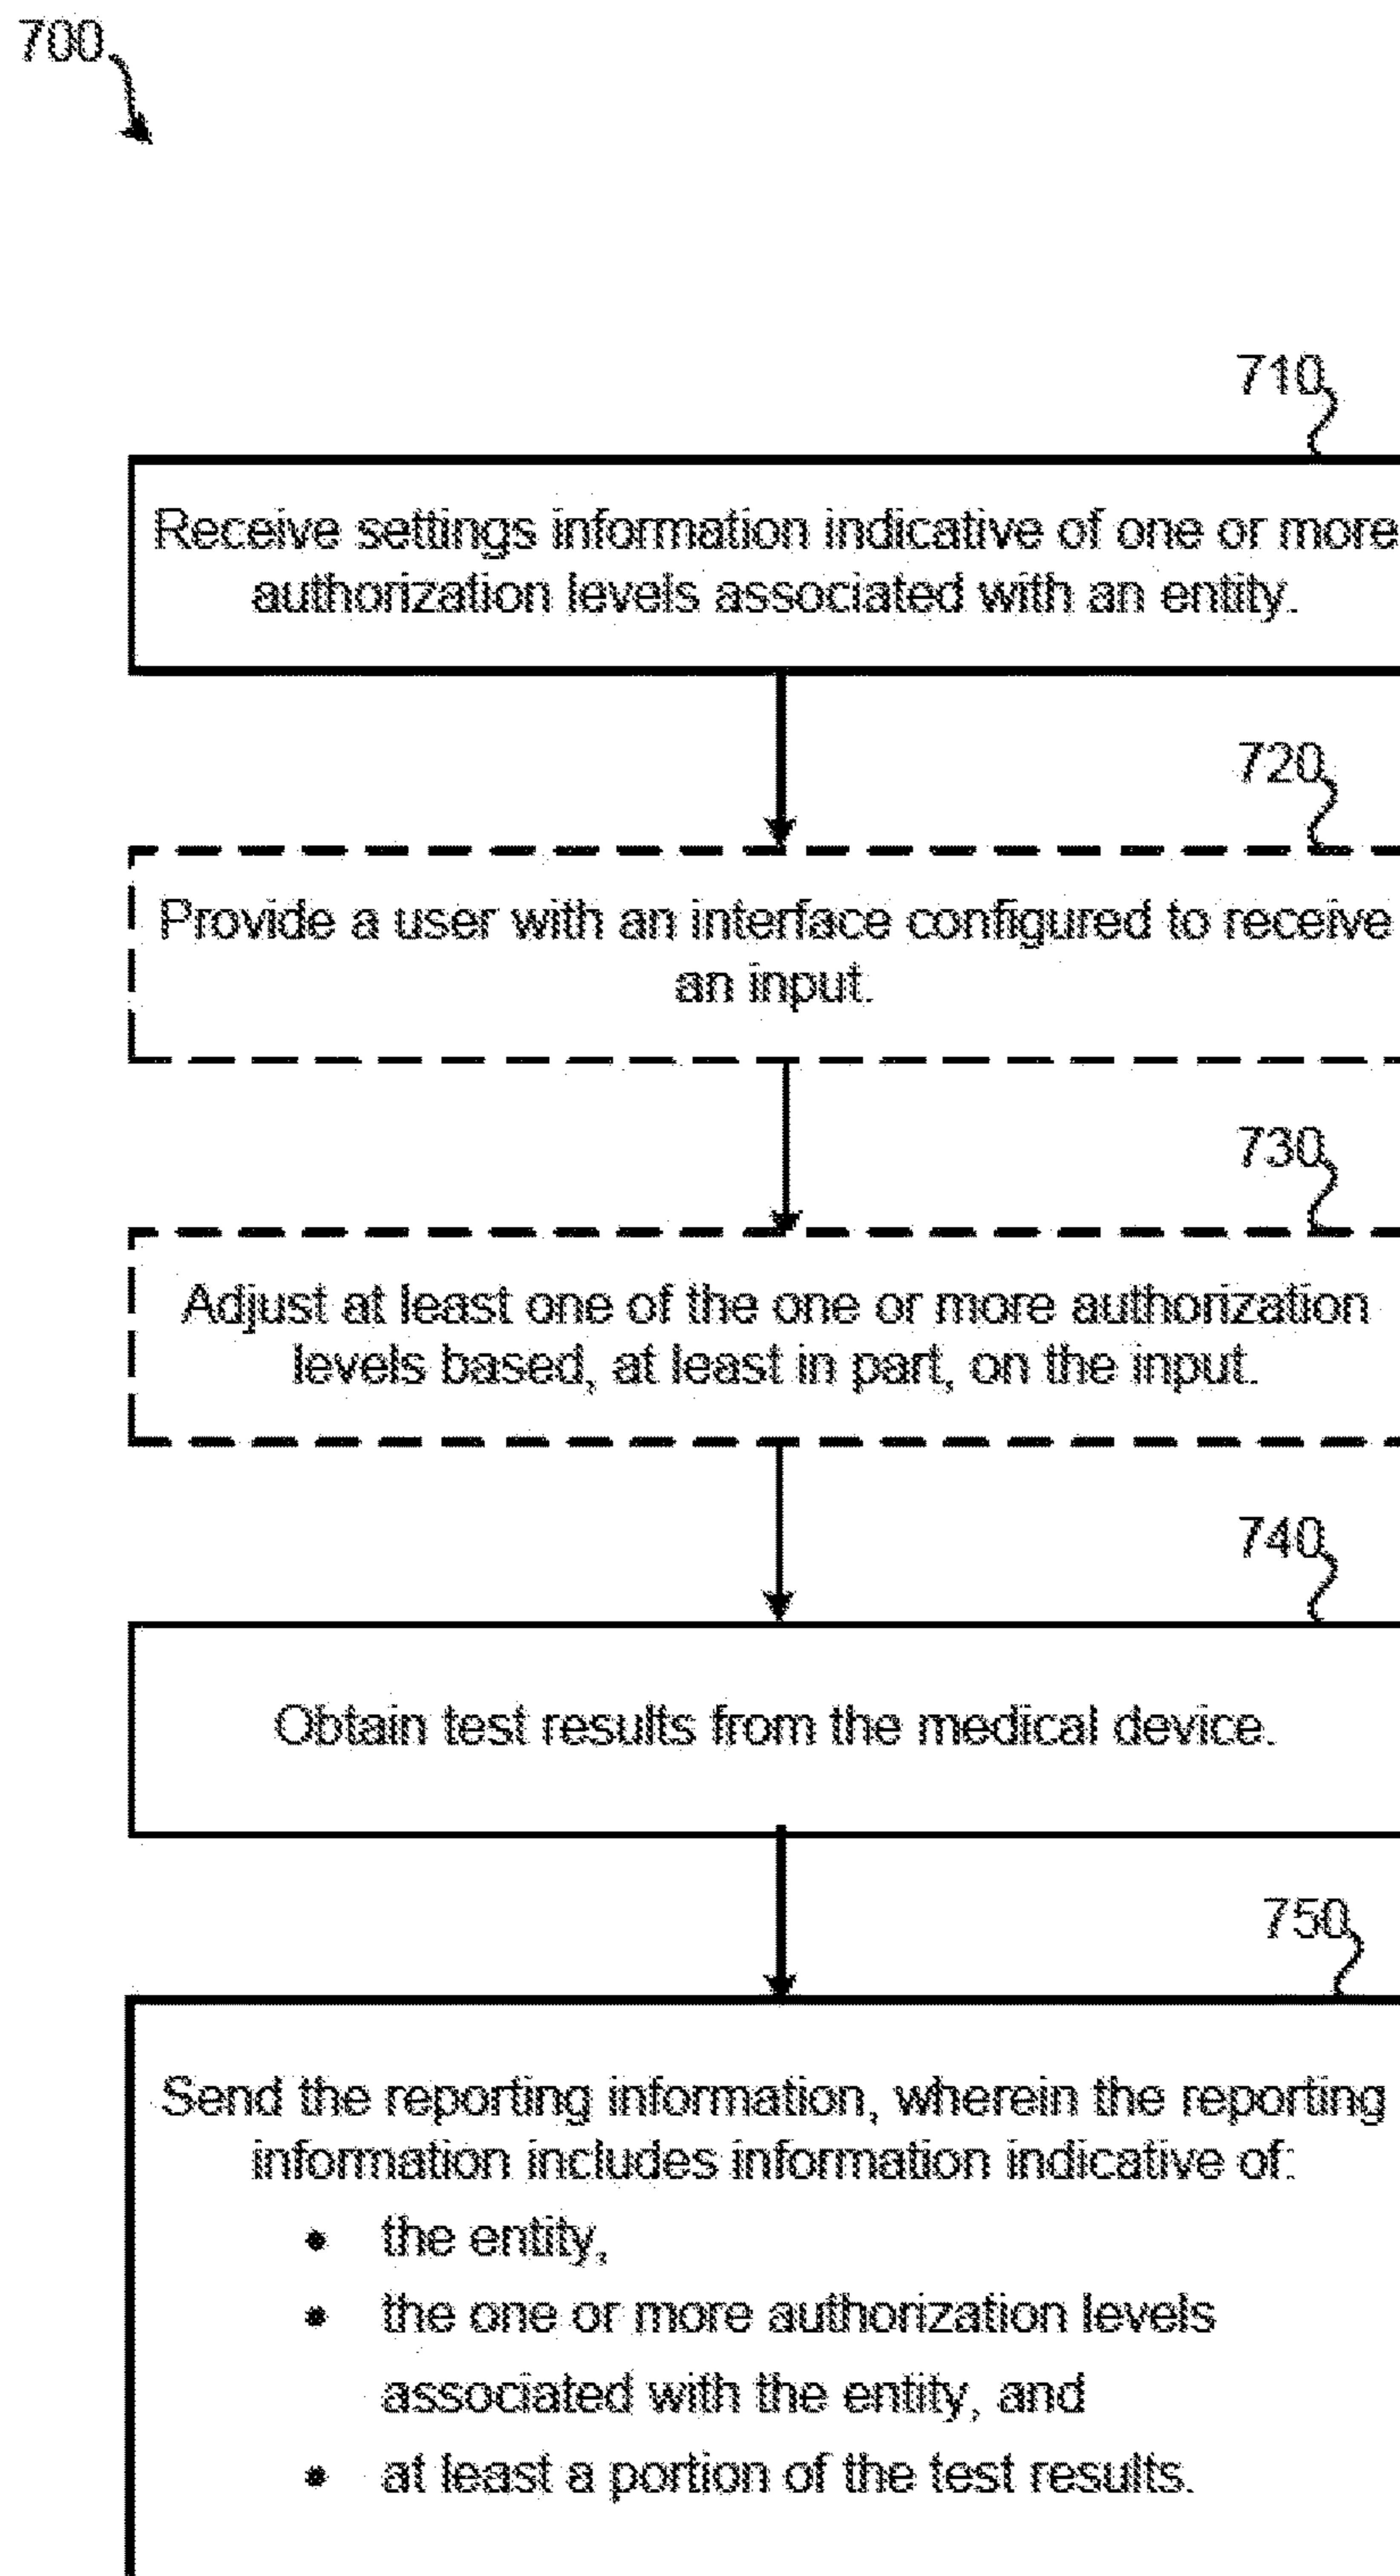 700
710
Receive settings information indicative of one or more
authorization levels associated with an entity.
720
Provide a user with an interface configured to receive
an input.
730
Adjust at least one of the one or more authorization
levels based, at least in part, on the input.
740
Obtain test results from the medical device.
750
Send the reporting information, wherein the reporting
information includes information indicative of:
• the entity,
• the one or more authorization levels
associated with the entity, and
• at least a portion of the test results.